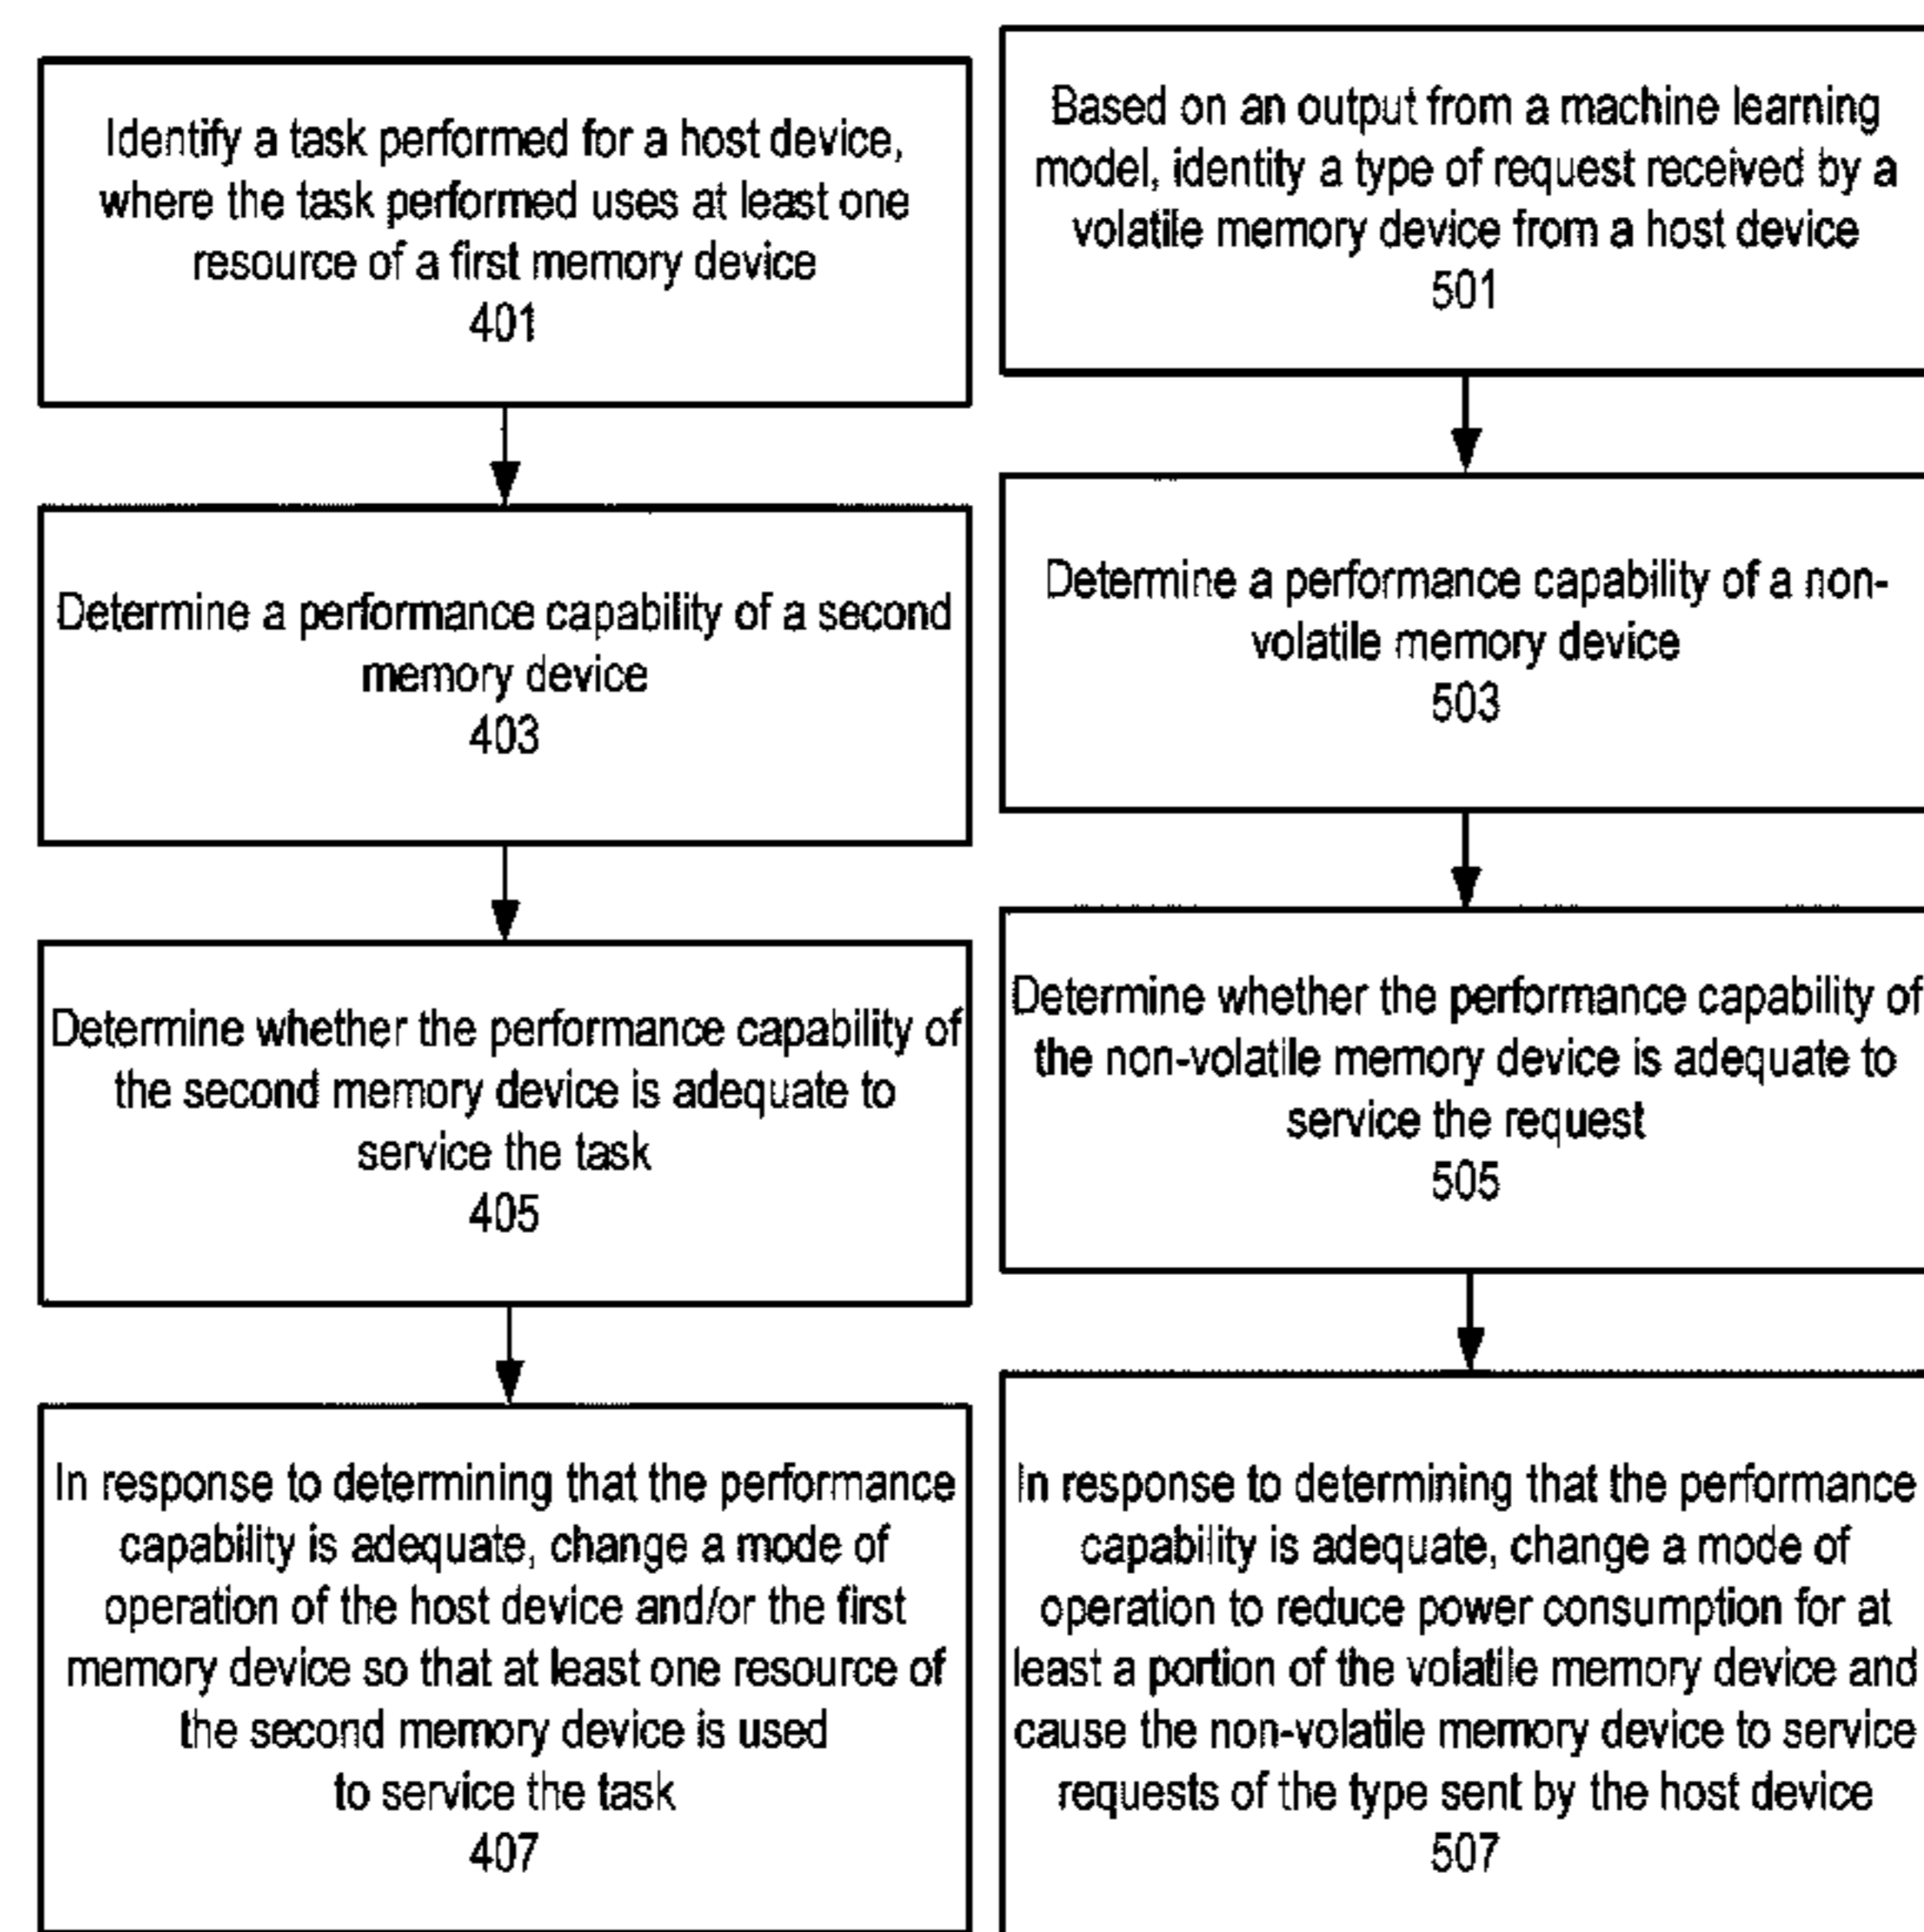 Identify a task performed for a host device,
where the task performed uses at least one
resource of a first memory device
401
Determine a performance capability of a second
memory device
403
Determine whether the performance capability of
the second memory device is adequate to
service the task
405
In response to determining that the performance
capability is adequate, change a mode of
operation of the host device and/or the first
memory device so that at least one resource of
the second memory device is used
to service the task
407
Based on an output from a machine learning
model, identity a type of request received by a
volatile memory device from a host device
501
Determine a performance capability of a non-
volatile memory device
503
Determine whether the performance capability of
the non-volatile memory device is adequate to
service the request
505
In response to determining that the performance
capability is adequate, change a mode of
operation to reduce power consumption for at
least a portion of the volatile memory device and
cause the non-volatile memory device to service
requests of the type sent by the host device
507